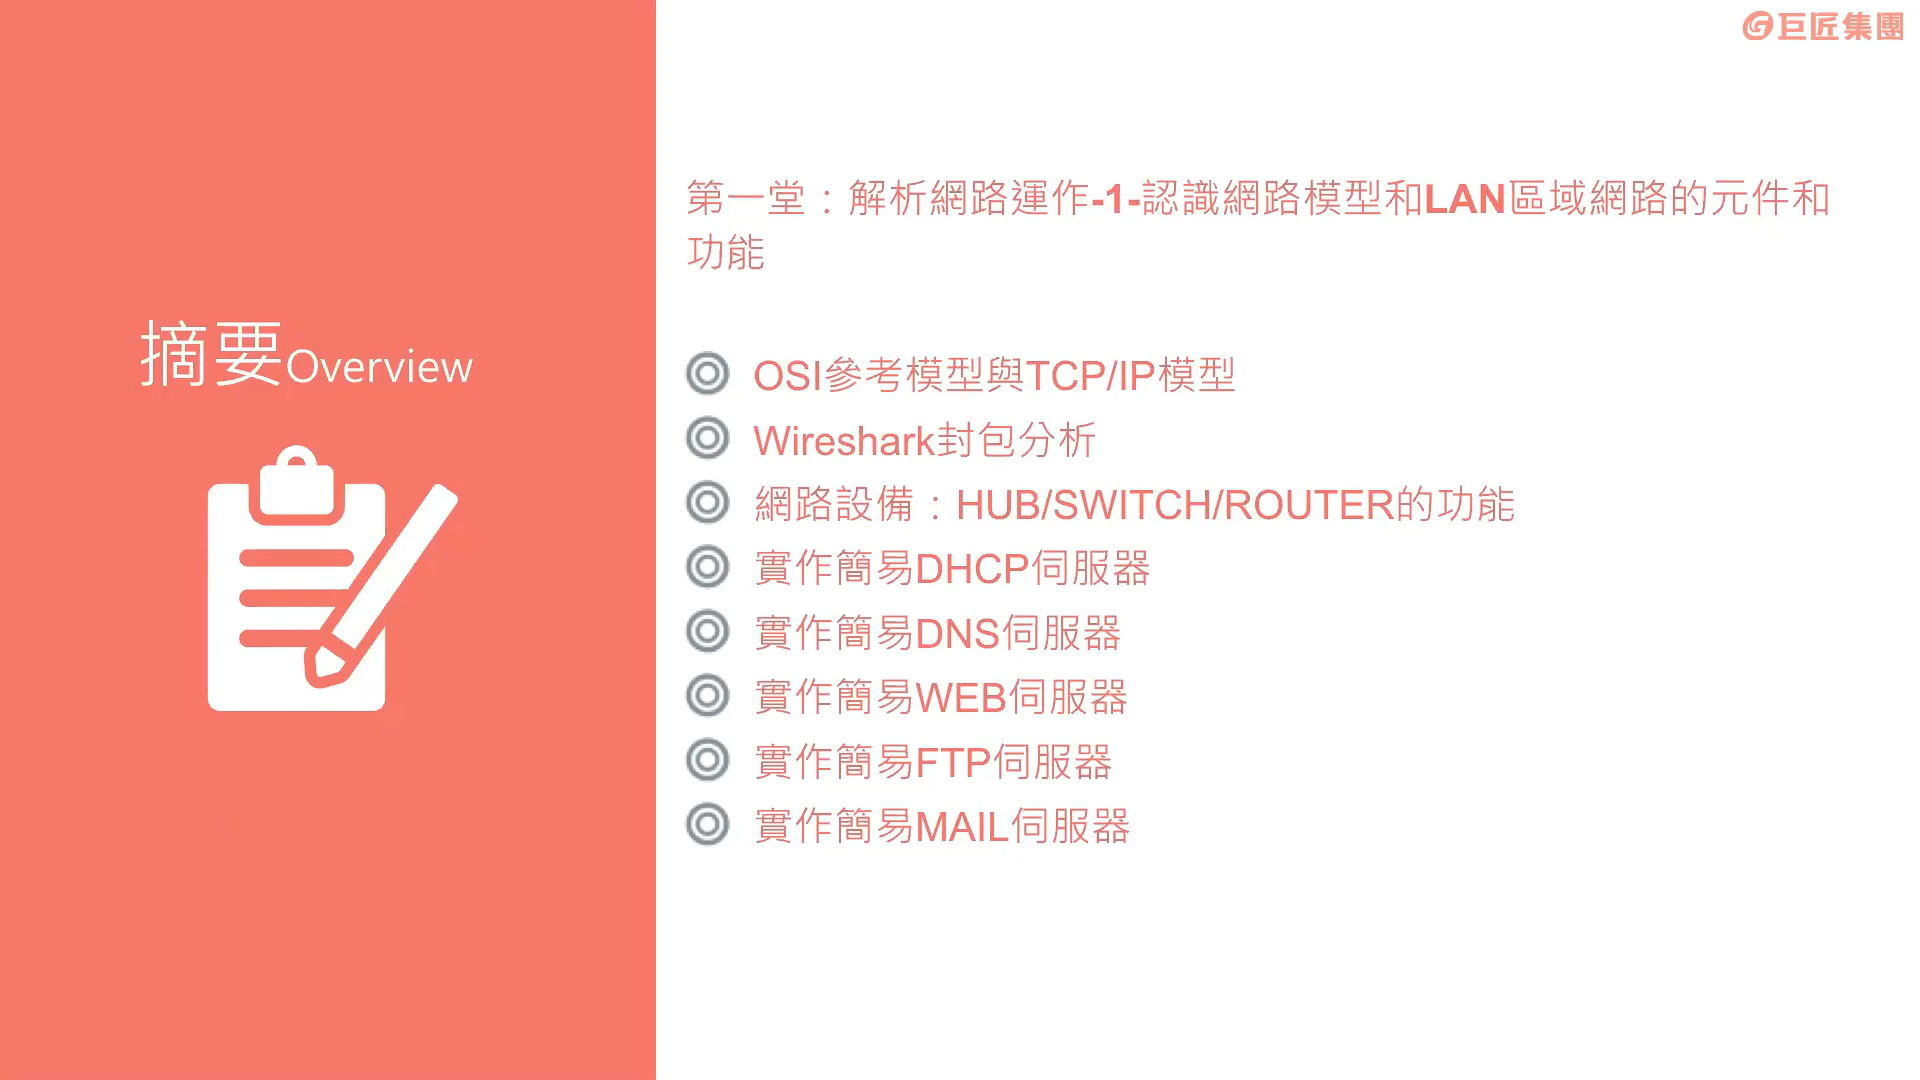 巨匠集團
摘要Overview
第一堂：解析網路運作-1-認識網路模型和LAN區域網路的元件和
功能
OSI參考模型與TCP/IP模型
Wireshark封包分析
網路設備：HUB/SWITCH/ROUTER的功能
實作簡易DHCP伺服器
實作簡易DNS伺服器
實作簡易WEB伺服器
實作簡易FTP伺服器
實作簡易MAIL伺服器